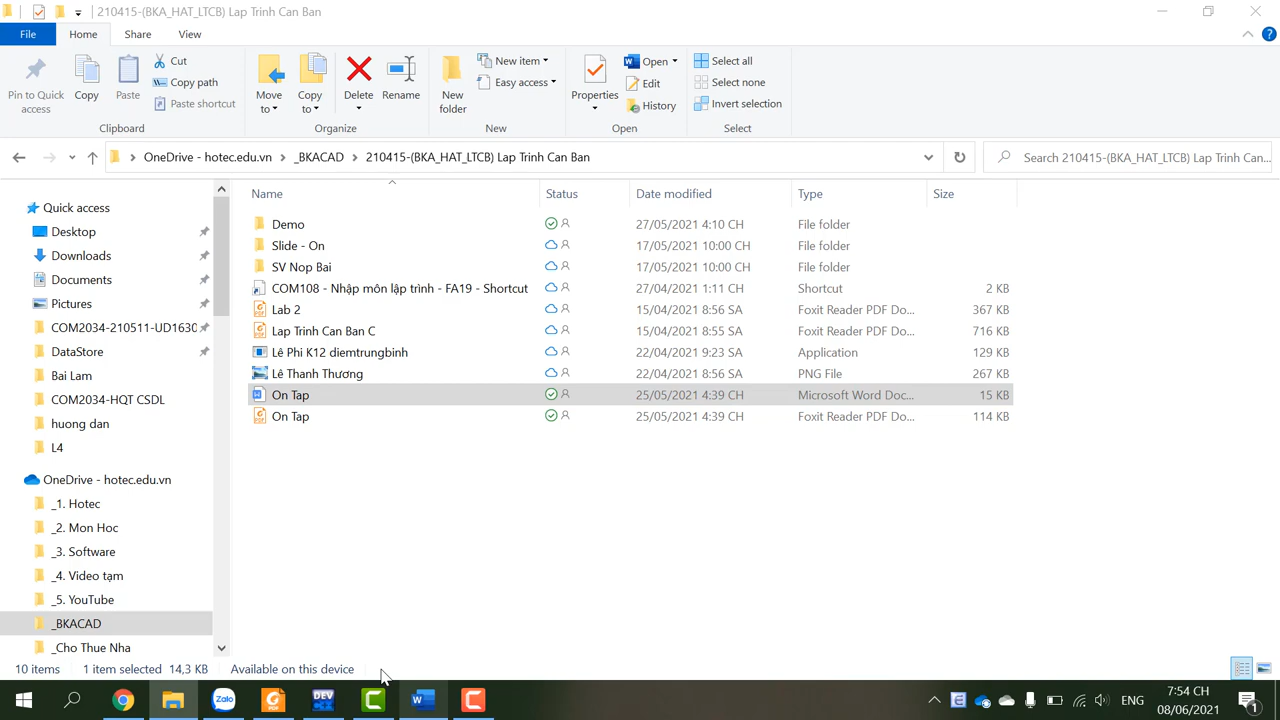 210415-(BKA_HAT_LTCB) Lap Trinh Can Ban
File Home Share View
Pin to Quick access
Copy
Paste
Cut
Copy path
Paste shortcut
Clipboard
Move to
Copy to
Delete
Rename
Organize
New folder
New item
Easy access
New
Properties
Open
Edit
History
Open
Select all
Select none
Invert selection
Select
OneDrive - hotec.edu.vn _BKACAD 210415-(BKA_HAT_LTCB) Lap Trinh Can Ban
Search 210415-(BKA_HAT_LTCB) Lap Trinh Can...
Quick access
Desktop
Downloads
Documents
Pictures
COM2034-210511-UD1630
DataStore
Bai Lam
COM2034-HQT CSDL
huong dan
L4
OneDrive - hotec.edu.vn
_1. Hotec
_2. Mon Hoc
_3. Software
_4. Video tạm
_5. YouTube
_BKACAD
_Cho Thue Nha
Name Status Date modified Type Size
Demo 27/05/2021 4:10 CH File folder
Slide - On 17/05/2021 10:00 CH File folder
SV Nop Bai 17/05/2021 10:00 CH File folder
COM108 - Nhập môn lập trình - FA19 - Shortcut 27/04/2021 1:11 CH Shortcut 2 KB
Lab 2 15/04/2021 8:56 SA Foxit Reader PDF Do... 367 KB
Lap Trinh Can Ban C 15/04/2021 8:55 SA Foxit Reader PDF Do... 716 KB
Lê Phi K12 diemtrungbinh 22/04/2021 9:23 SA Application 129 KB
Lê Thanh Thương 22/04/2021 8:56 SA PNG File 267 KB
On Tap 25/05/2021 4:39 CH Microsoft Word Doc... 15 KB
On Tap 25/05/2021 4:39 CH Foxit Reader PDF Do... 114 KB
10 items 1 item selected 14,3 KB Available on this device
Zalo
DEV
ENG
7:54 CH
08/06/2021
1